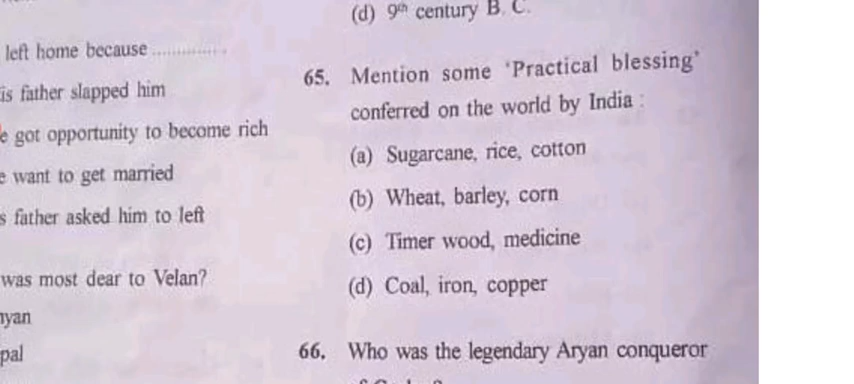 left home because ..............
is father slapped him
got opportunity to become rich
want to get married
s father asked him to left
was most dear to Velan?
yan
pal
(d) 9th century B. C.
65. Mention some 'Practical blessing'
conferred on the world by India :
(a) Sugarcane, rice, cotton
(b) Wheat, barley, corn
(c) Timer wood, medicine
(d) Coal, iron, copper
66. Who was the legendary Aryan conqueror